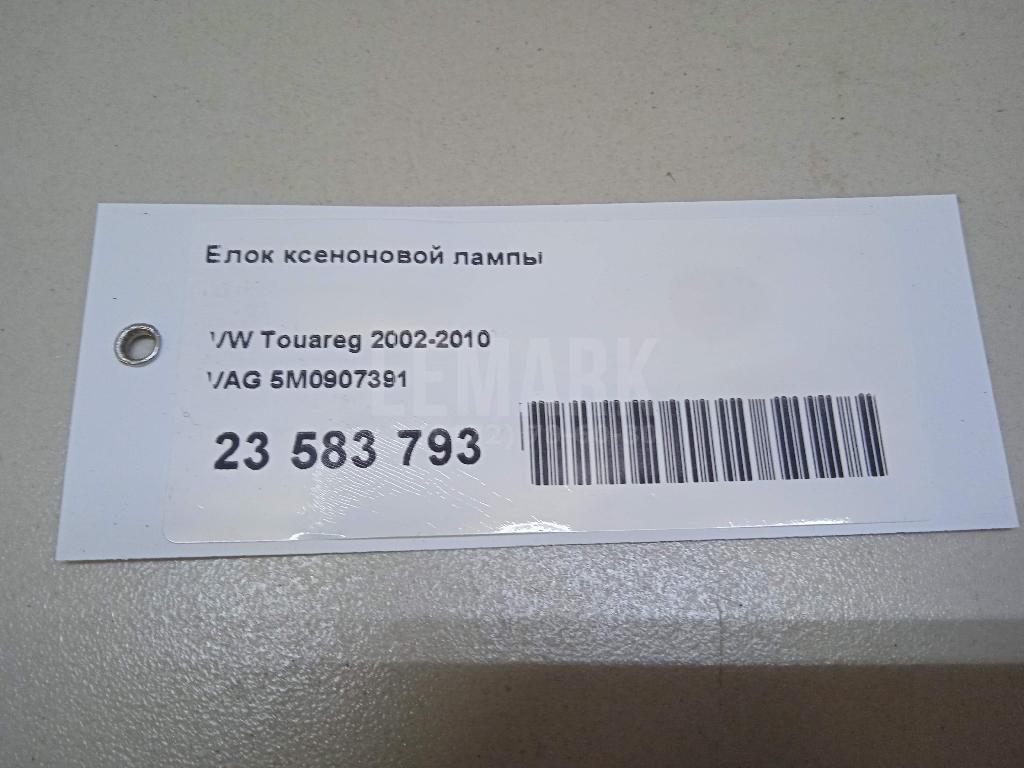 Елок ксеноновой лампы
VW Touareg 2002-2010
VAG 5M0907391
23 583 793
LEMARK